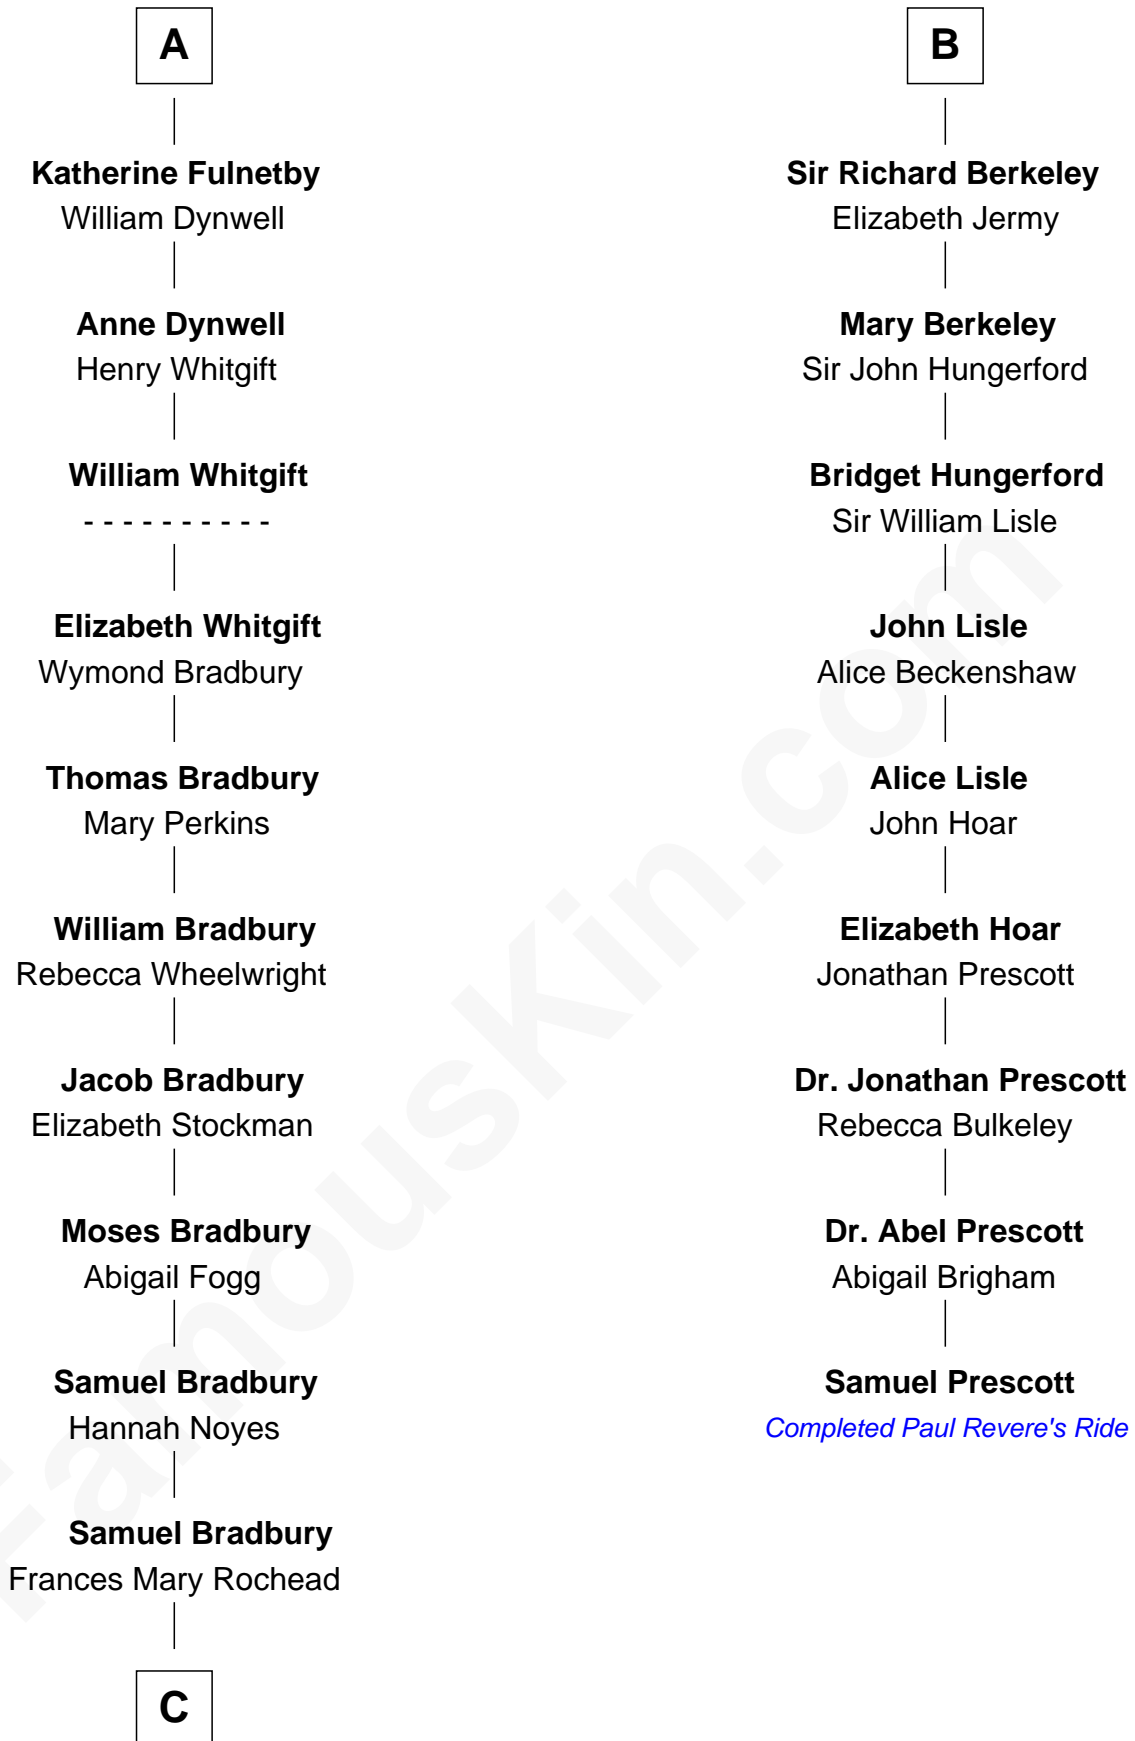 A
Katherine Fulnetby
William Dynwell
Anne Dynwell
Henry Whitgift
William Whitgift
- - - - - - - - - -
Elizabeth Whitgift
Wymond Bradbury
Thomas Bradbury
Mary Perkins
William Bradbury
Rebecca Wheelwright
Jacob Bradbury
Elizabeth Stockman
Moses Bradbury
Abigail Fogg
Samuel Bradbury
Hannah Noyes
Samuel Bradbury
Frances Mary Rochead
C
B
Sir Richard Berkeley
Elizabeth Jermy
Mary Berkeley
Sir John Hungerford
Bridget Hungerford
Sir William Lisle
John Lisle
Alice Beckenshaw
Alice Lisle
John Hoar
Elizabeth Hoar
Jonathan Prescott
Dr. Jonathan Prescott
Rebecca Bulkeley
Dr. Abel Prescott
Abigail Brigham
Samuel Prescott
Completed Paul Revere's Ride
FamousKin.com